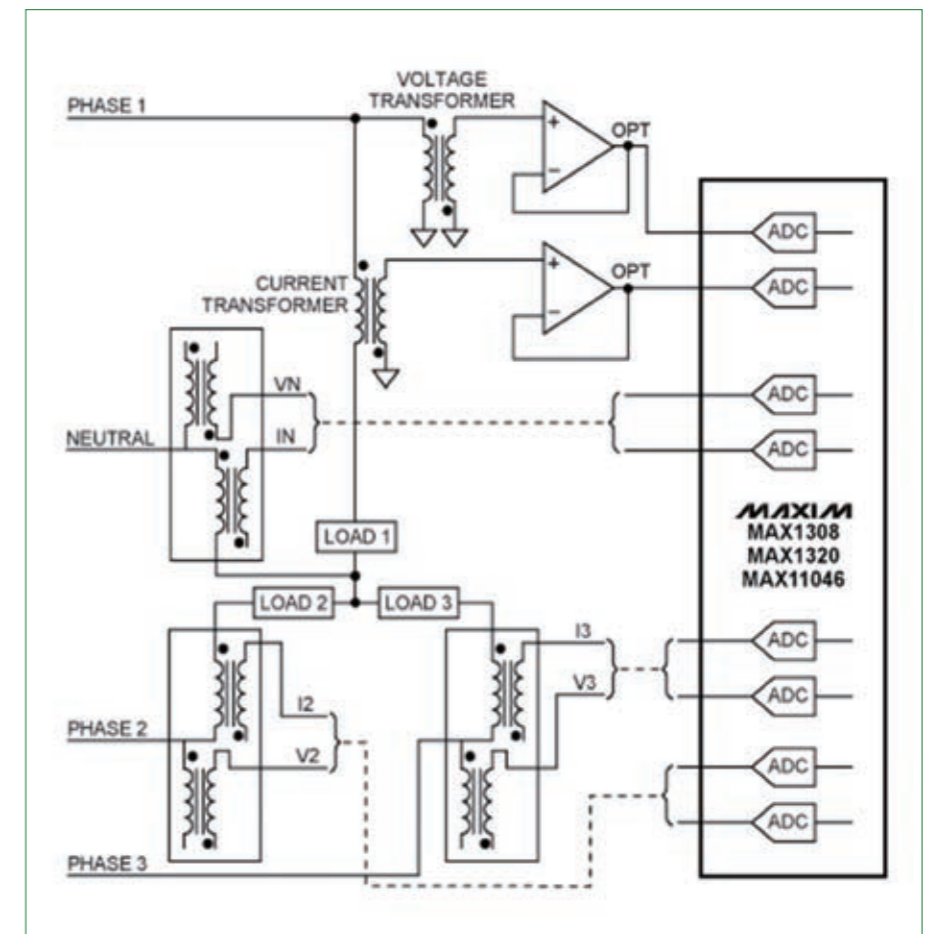 VOLTAGE
TRANSFORMER
PHASE 1
+
−
OPT
ADC
CURRENT
TRANSFORMER
+
−
OPT
ADC
VN
ADC
NEUTRAL
IN
ADC
MAXIM
MAX1308
MAX1320
MAX11046
LOAD 1
LOAD 2
LOAD 3
I3
ADC
V3
ADC
I2
PHASE 2
V2
ADC
ADC
PHASE 3